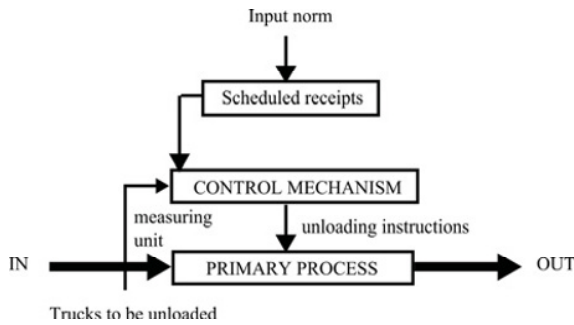 Input norm
Scheduled receipts
CONTROL MECHANISM
measuring
unit
unloading instructions
IN
PRIMARY PROCESS
OUT
Trucks to be unloaded